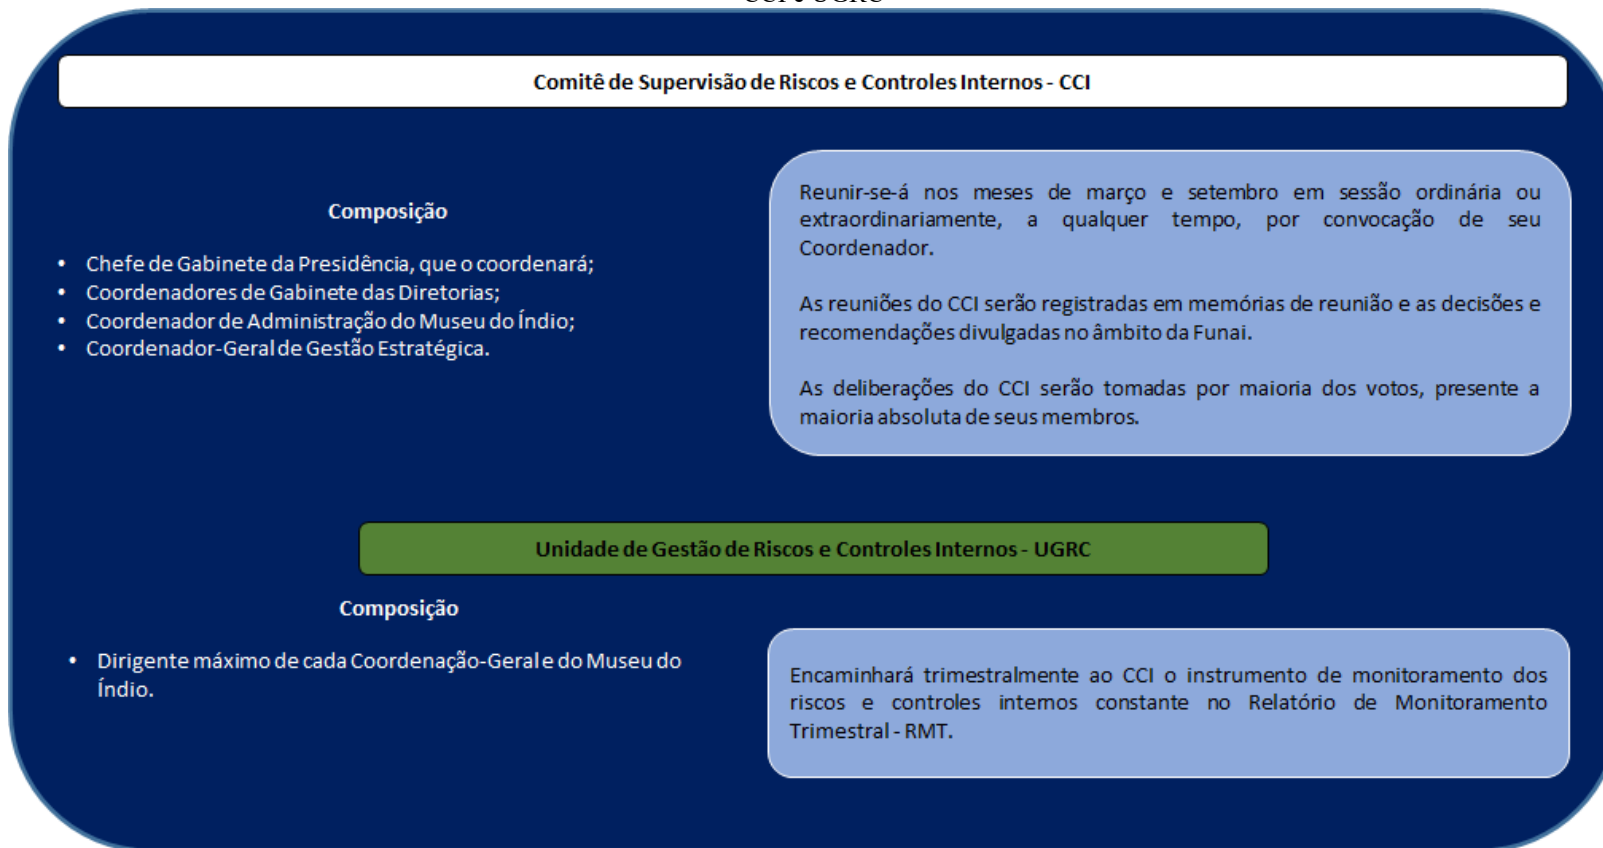 CCI e UGRC
Comitê de Supervisão de Riscos e Controles Internos - CCI
Composição
• Chefe de Gabinete da Presidência, que o coordenará;
• Coordenadores de Gabinete das Diretorias;
• Coordenador de Administração do Museu do Índio;
• Coordenador-Geral de Gestão Estratégica.
Reunir-se-á nos meses de março e setembro em sessão ordinária ou
extraordinariamente, a qualquer tempo, por convocação de seu
Coordenador.
As reuniões do CCI serão registradas em memórias de reunião e as decisões e
recomendações divulgadas no âmbito da Funai.
As deliberações do CCI serão tomadas por maioria dos votos, presente a
maioria absoluta de seus membros.
Unidade de Gestão de Riscos e Controles Internos - UGRC
Composição
• Dirigente máximo de cada Coordenação-Geral e do Museu do
Índio.
Encaminhará trimestralmente ao CCI o instrumento de monitoramento dos
riscos e controles internos constante no Relatório de Monitoramento
Trimestral - RMT.